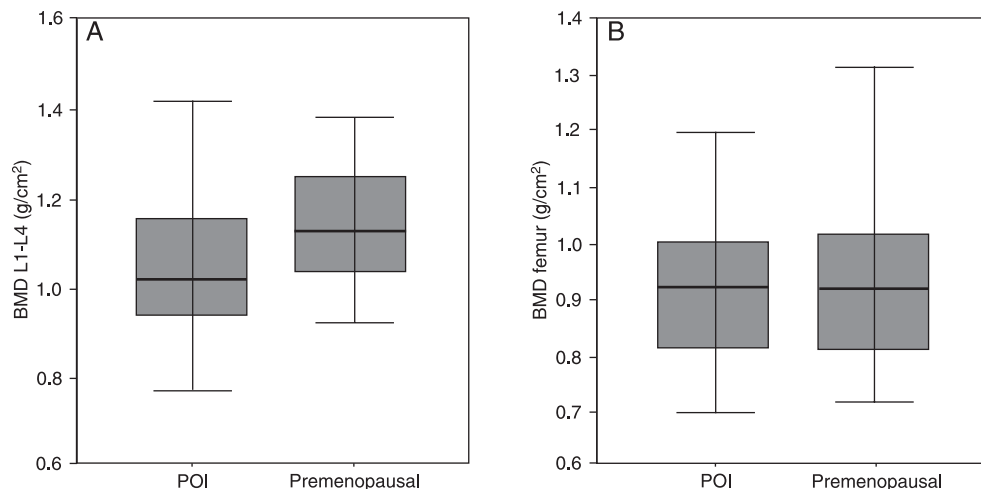 A
BMD L1-L4 (g/cm²)
1.6
1.4
1.2
1.0
0.8
0.6
POI
Premenopausal
B
BMD femur (g/cm²)
1.4
1.3
1.2
1.1
1.0
0.9
0.8
0.7
0.6
POI
Premenopausal